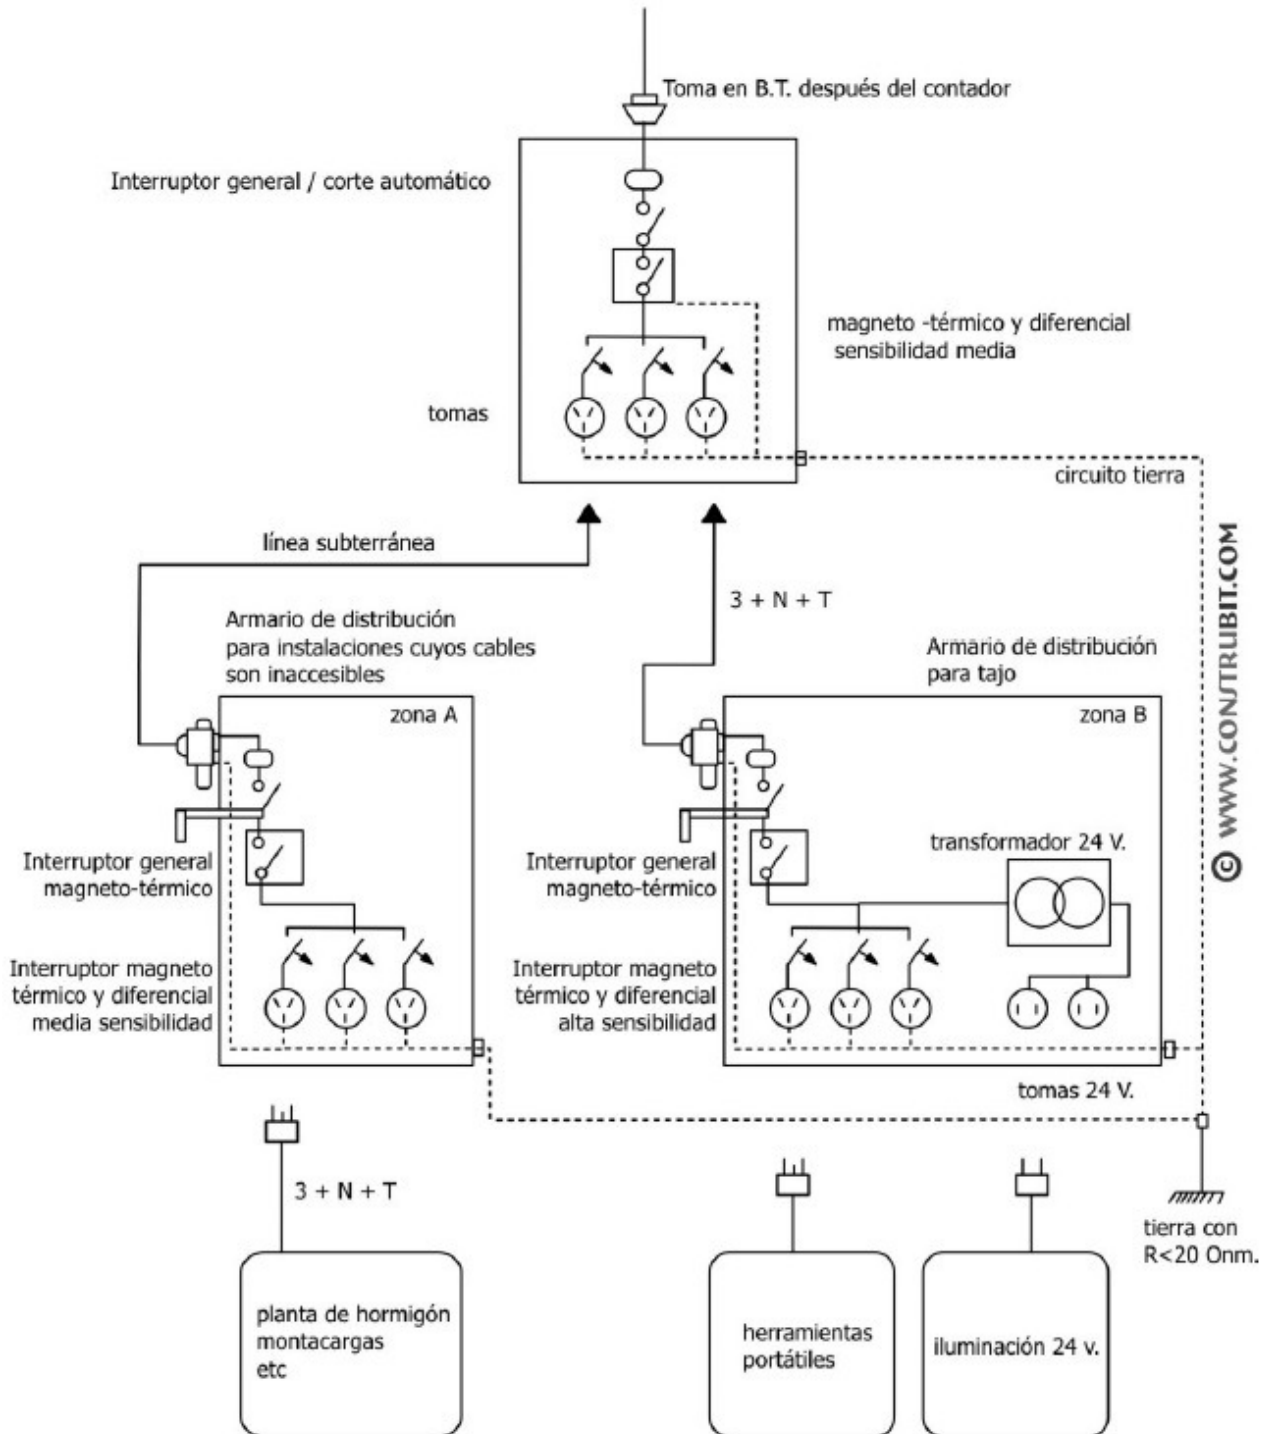 Toma en B.T. después del contador
Interruptor general / corte automático
magneto -térmico y diferencial
sensibilidad media
tomas
circuito tierra
línea subterránea
3 + N + T
Armario de distribución
para instalaciones cuyos cables
son inaccesibles
Armario de distribución
para tajo
zona A
zona B
transformador 24 V.
Interruptor general
magneto-térmico
Interruptor general
magneto-térmico
Interruptor magneto
térmico y diferencial
media sensibilidad
Interruptor magneto
térmico y diferencial
alta sensibilidad
tomas 24 V.
3 + N + T
tierra con
R<20 Onm.
planta de hormigón
montacargas
etc
herramientas
portátiles
iluminación 24 v.
© WWW.CONSTRUBIT.COM